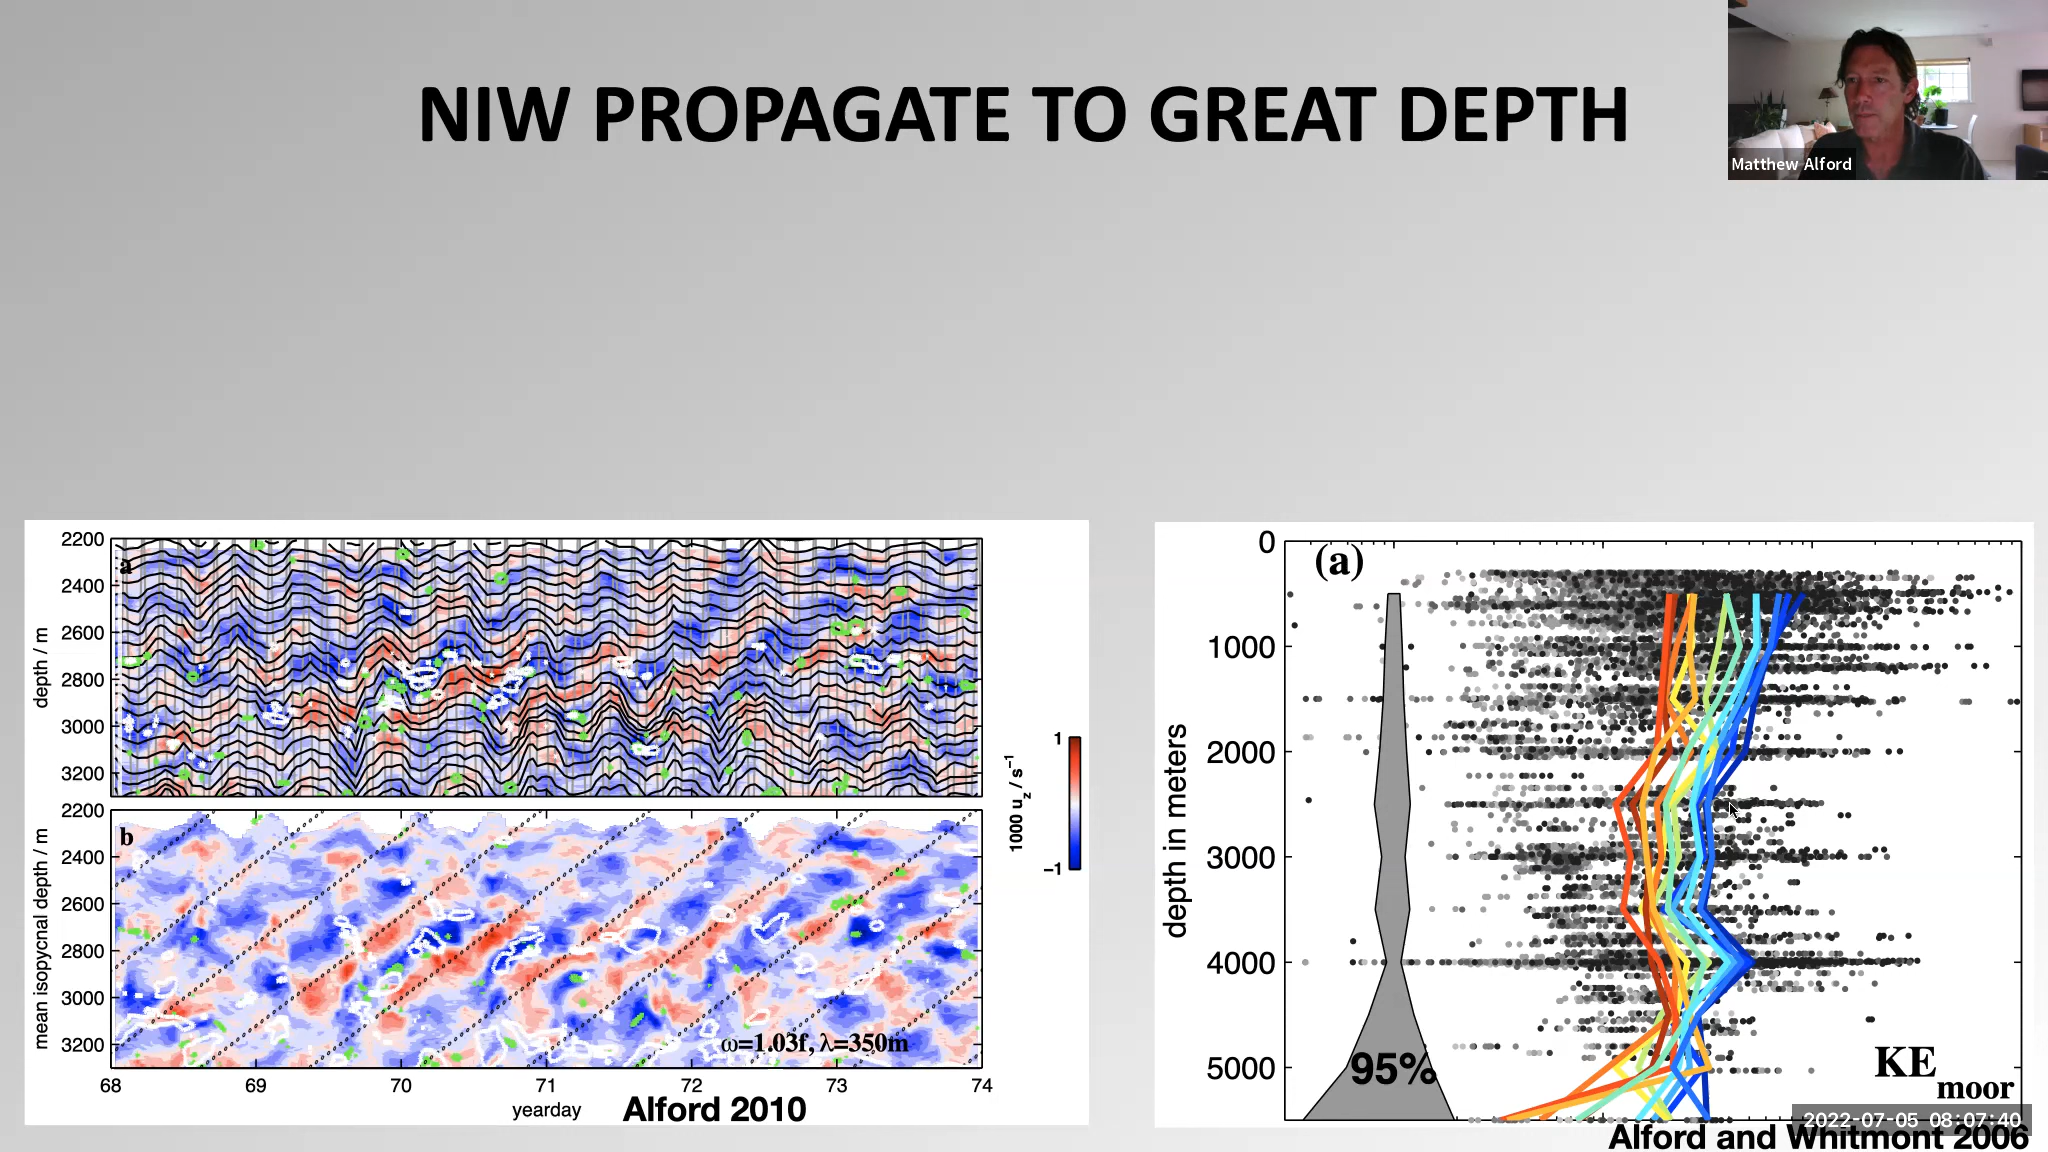 NIW PROPAGATE TO GREAT DEPTH
Matthew Alford
2200
2400
2600
2800
3000
3200
depth / m
a
2200
2400
2600
2800
3000
3200
mean isopycnal depth / m
b
ω=1.03f, λ=350m
68 69 70 71 72 73 74
yearday
Alford 2010
1
−1
1000 u_z / s⁻¹
0
1000
2000
3000
4000
5000
depth in meters
(a)
95%
KE moor
2022-07-05 08:07:40
Alford and Whitmont 2006